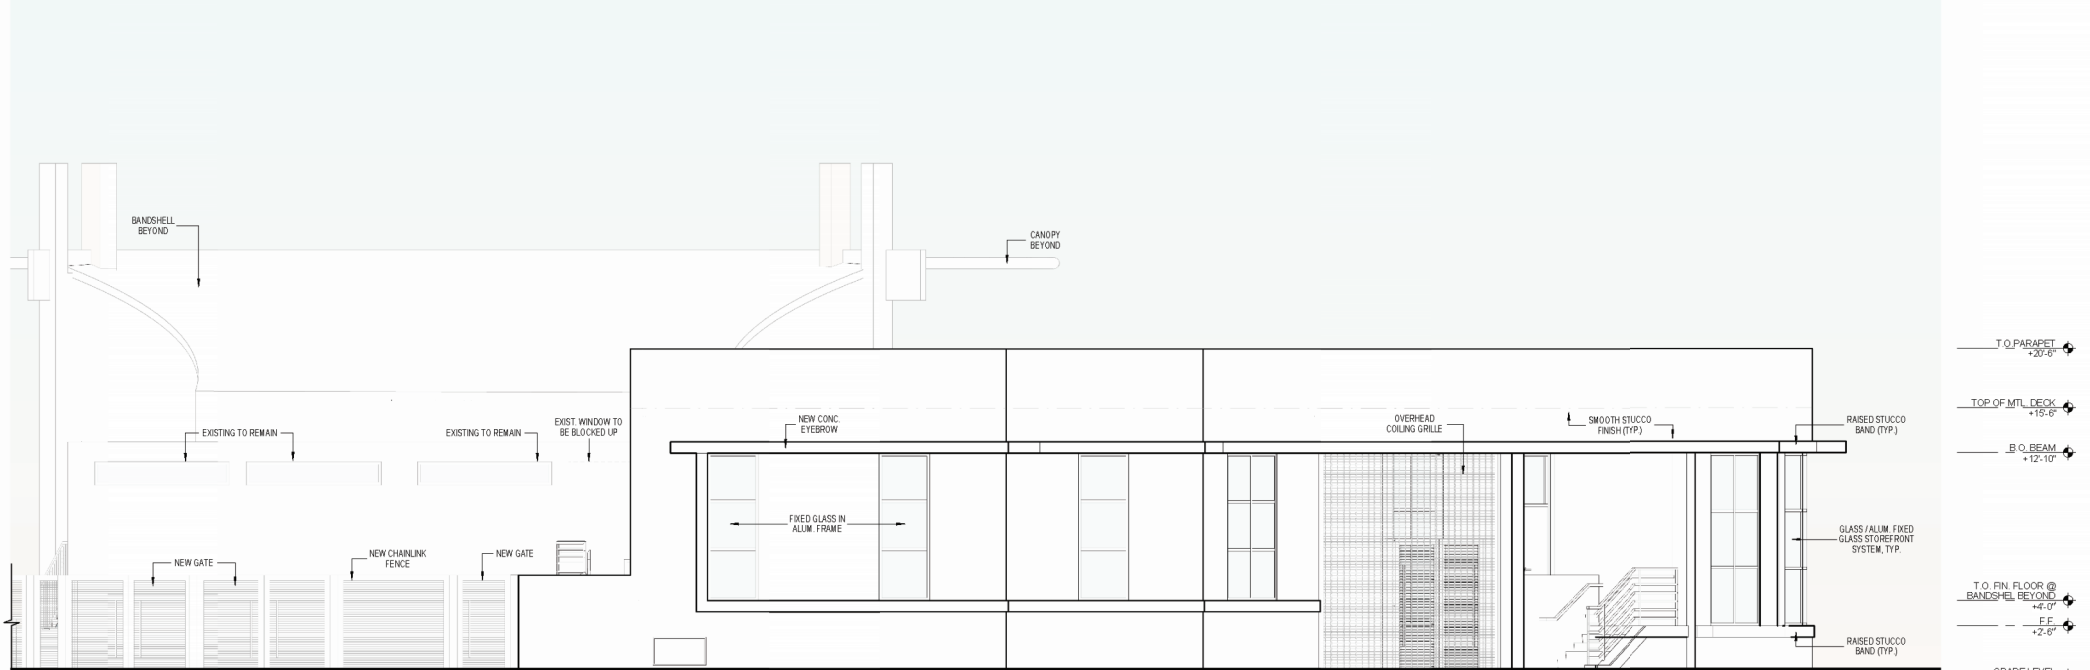 BANDSHELL
BEYOND
CANOPY
BEYOND
T.O.PARAPET
+20'-6"
TOP OF MTL. DECK
+15'-6"
B.O. BEAM
+12'-10"
EXISTING TO REMAIN
EXISTING TO REMAIN
EXIST. WINDOW TO
BE BLOCKED UP
NEW CONC.
EYEBROW
OVERHEAD
COILING GRILLE
SMOOTH STUCCO
FINISH (TYP.)
RAISED STUCCO
BAND (TYP.)
FIXED GLASS IN
ALUM. FRAME
GLASS / ALUM. FIXED
GLASS STOREFRONT
SYSTEM, TYP.
NEW GATE
NEW CHAINLINK
FENCE
NEW GATE
T.O. FIN. FLOOR @
BANDSHEL BEYOND
+4'-0"
F.F.
+2'-6"
RAISED STUCCO
BAND (TYP.)